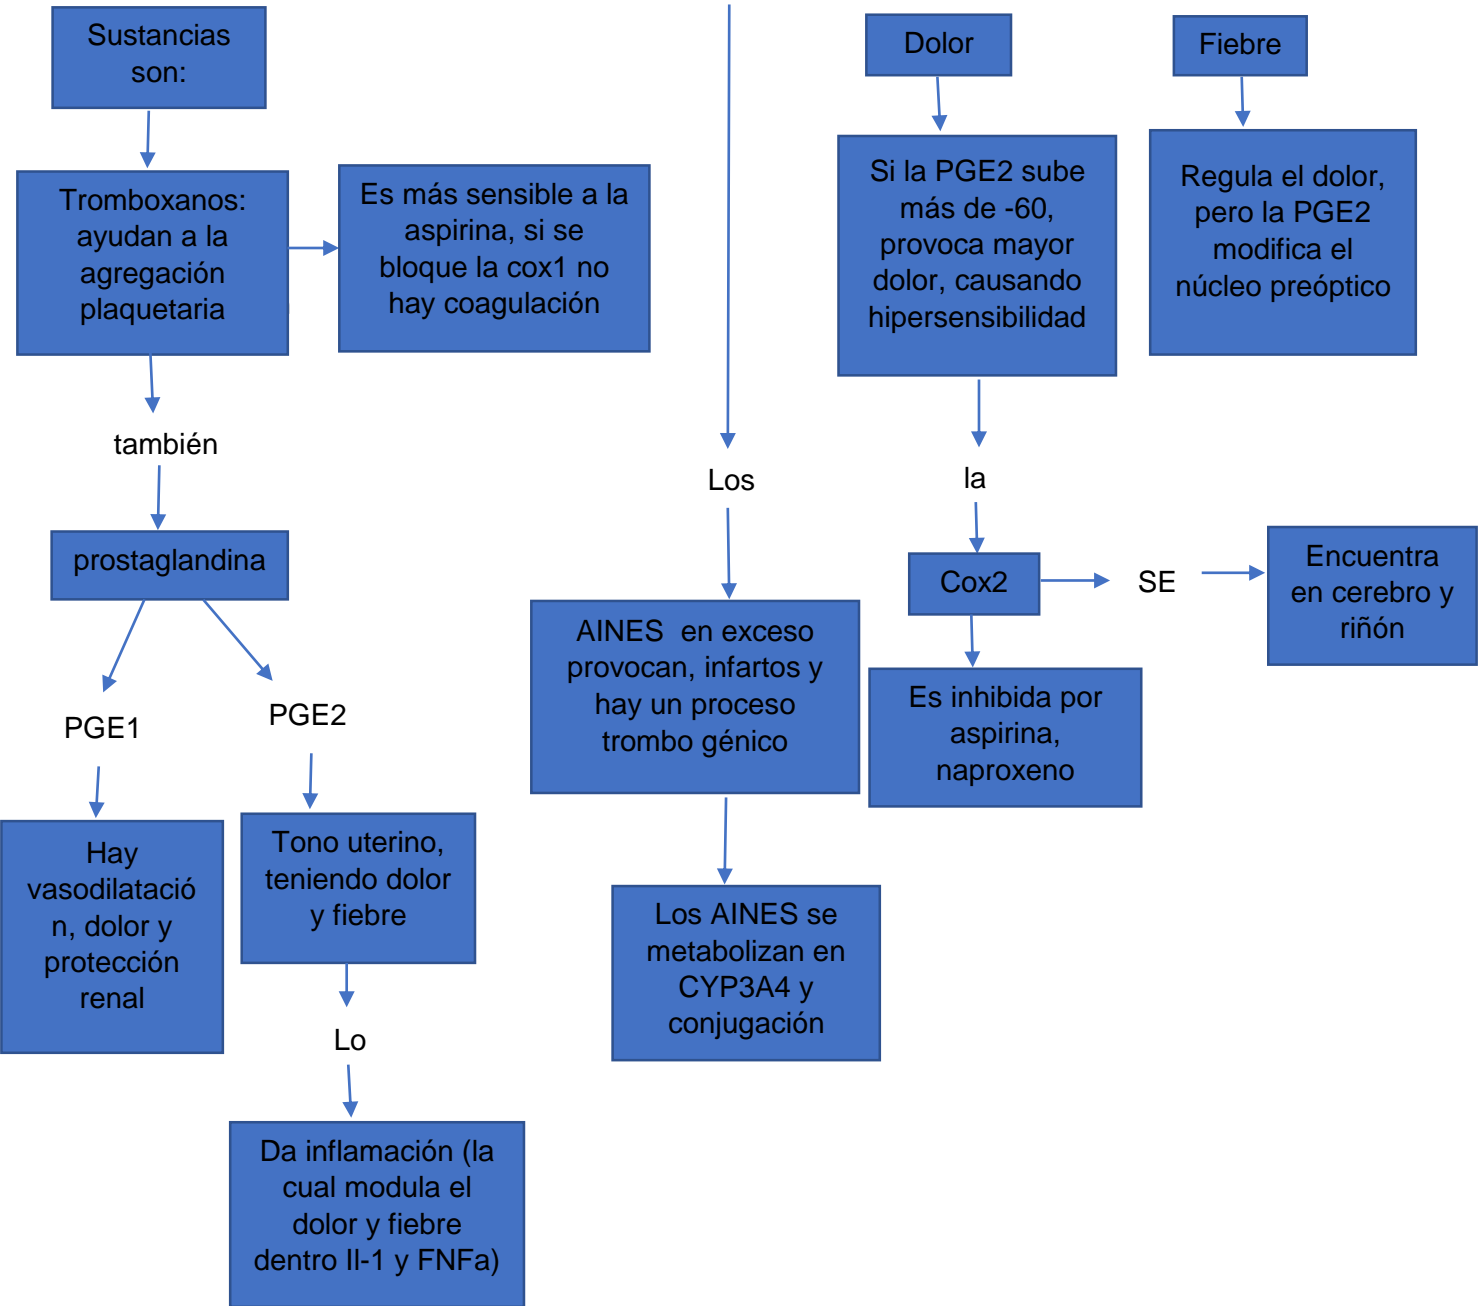 Sustancias
son:
Tromboxanos:
ayudan a la
agregación
plaquetaria
Es más sensible a la
aspirina, si se
bloque la cox1 no
hay coagulación
también
prostaglandina
PGE1
PGE2
Hay
vasodilatació
n, dolor y
protección
renal
Tono uterino,
teniendo dolor
y fiebre
Lo
Da inflamación (la
cual modula el
dolor y fiebre
dentro Il-1 y FNFa)
Los
AINES  en exceso
provocan, infartos y
hay un proceso
trombo génico
Los AINES se
metabolizan en
CYP3A4 y
conjugación
Dolor
Si la PGE2 sube
más de -60,
provoca mayor
dolor, causando
hipersensibilidad
la
Cox2
SE
Encuentra
en cerebro y
riñón
Es inhibida por
aspirina,
naproxeno
Fiebre
Regula el dolor,
pero la PGE2
modifica el
núcleo preóptico